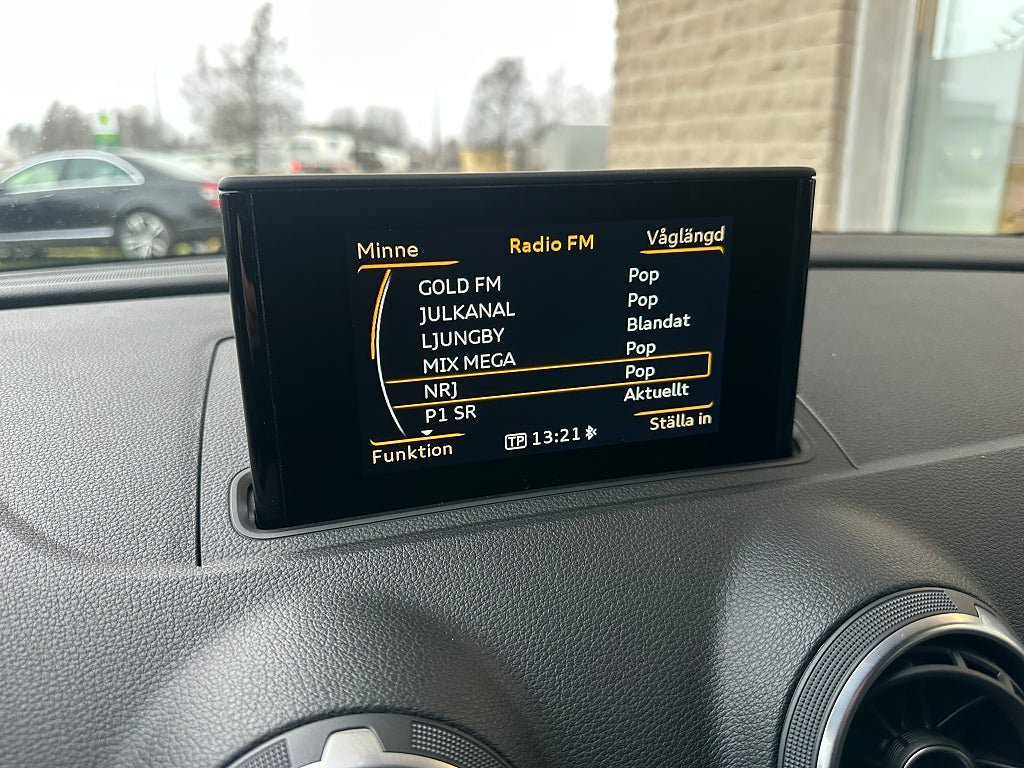 Minne Radio FM Våglängd
GOLD FM Pop
JULKANAL Pop
LJUNGBY Blandat
MIX MEGA Pop
NRJ Pop
P1 SR Aktuellt
Funktion TP 13:21 Ställa in